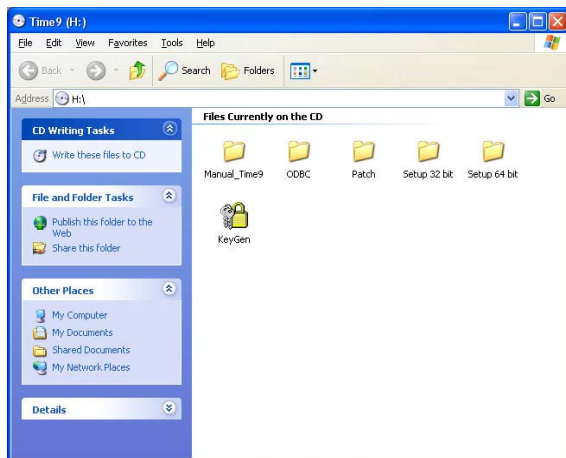 Time9 (H:)
File Edit View Favorites Tools Help
Back Search Folders
Address H:\ Go
CD Writing Tasks
Write these files to CD
File and Folder Tasks
Publish this folder to the
Web
Share this folder
Other Places
My Computer
My Documents
Shared Documents
My Network Places
Details
Files Currently on the CD
Manual_Time9 ODBC Patch Setup 32 bit Setup 64 bit
KeyGen